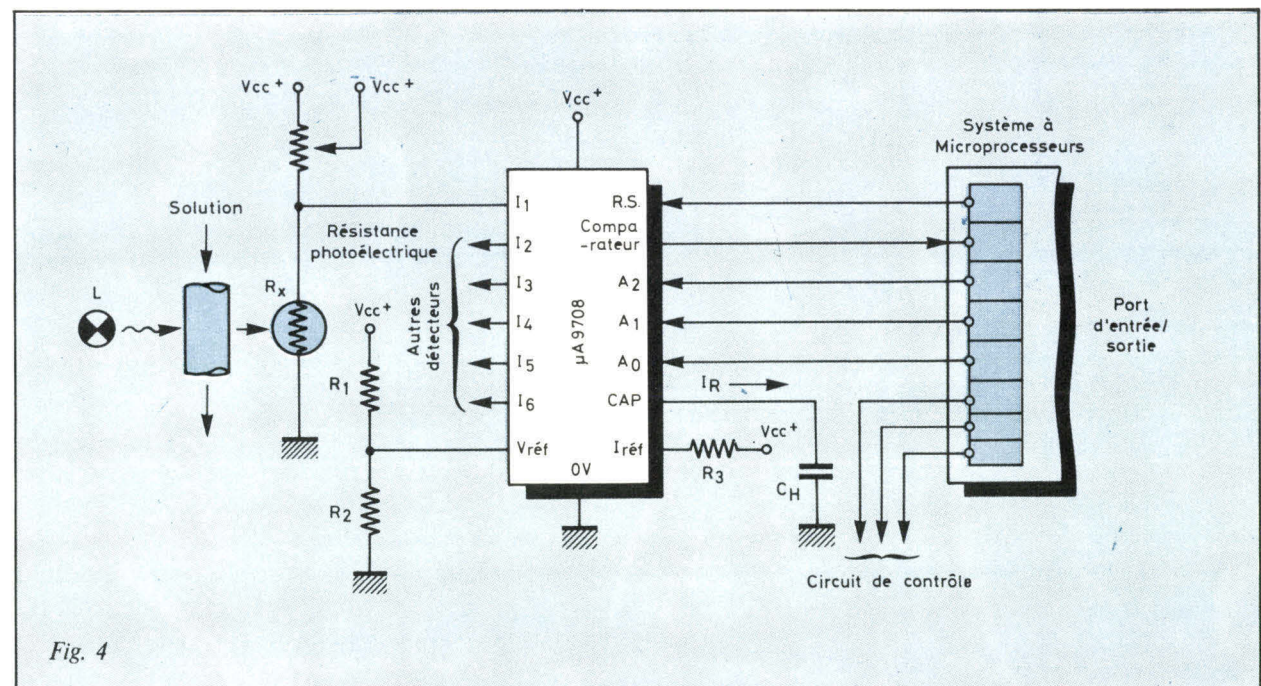 Vcc+
Vcc+
Vcc+
Système à
Microprocesseurs
Solution
I1
R.S.
Résistance
photoélectrique
I2
Compa
-rateur
L
Rx
Vcc+
Autres
détecteurs
I3
A2
I4
µA9708
A1
Port
d'entrée/
sortie
R1
I5
A0
IR
I6
CAP
Vréf
Iréf
Vcc+
R3
0V
CH
R2
Circuit de contrôle
Fig. 4